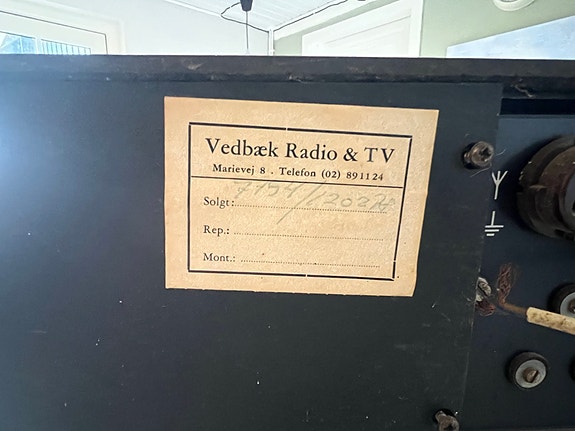 Vedbæk Radio & TV
Marievej 8 . Telefon (02) 891124
Solgt:
Rep.:
Mont.: